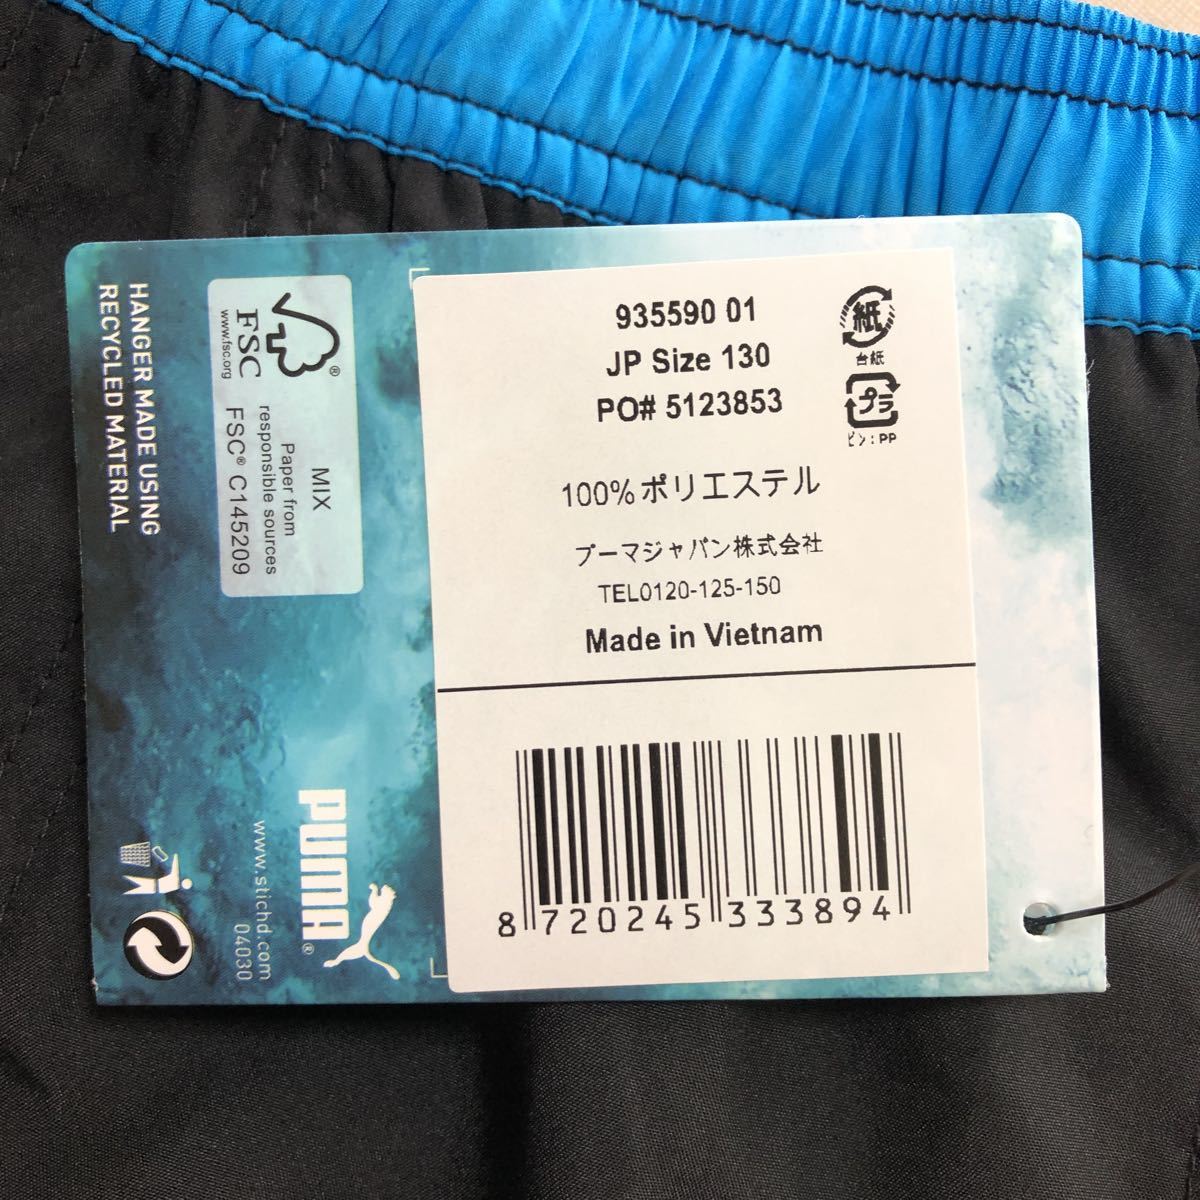 935590 01
JP Size 130
PO# 5123853
100%ポリエステル
プーマジャパン株式会社
TEL0120-125-150
Made in Vietnam
8 720245 333894
紙
台紙
プラ
ピン:PP
HANGER MADE USING
RECYCLED MATERIAL
FSC
www.fsc.org
®
MIX
Paper from
responsible sources
FSC® C145209
PUMA®
www.stichd.com
04030